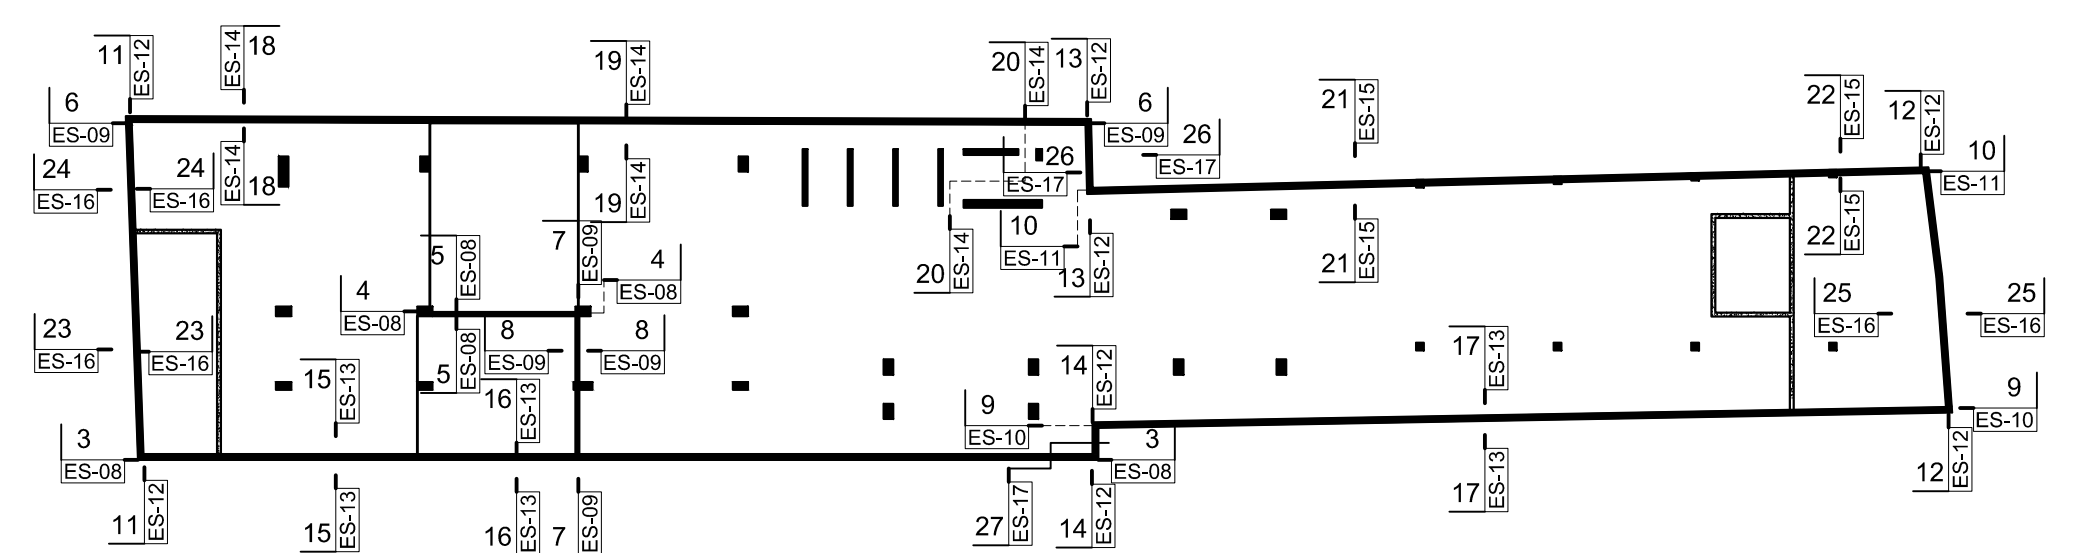 11
ES-12
ES-14
18
19
ES-14
20
ES-14
13
ES-12
6
ES-09
6
ES-09
21
ES-15
22
ES-15
12
ES-12
26
ES-17
26
ES-17
10
ES-11
24
ES-16
24
ES-16
ES-14
18
19
ES-14
5
ES-08
7
ES-09
4
ES-08
20
ES-14
10
ES-11
13
ES-12
21
ES-15
22
ES-15
4
ES-08
23
ES-16
23
ES-16
8
ES-09
8
ES-09
25
ES-16
25
ES-16
15
ES-13
5
ES-08
16
ES-13
14
ES-12
17
ES-13
9
ES-10
9
ES-10
3
ES-08
3
ES-08
11
ES-12
15
ES-13
16
ES-13
7
ES-09
27
ES-17
14
ES-12
17
ES-13
12
ES-12